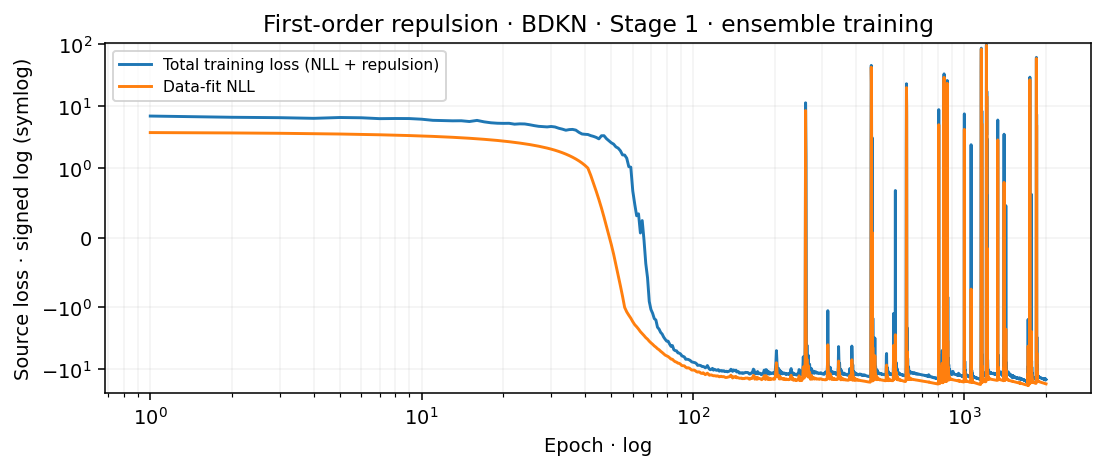 First-order repulsion · BDKN · Stage 1 · ensemble training
Source loss · signed log (symlog)
10²
10¹
10⁰
0
−10⁰
−10¹
Total training loss (NLL + repulsion)
Data-fit NLL
10⁰ 10¹ 10² 10³
Epoch · log